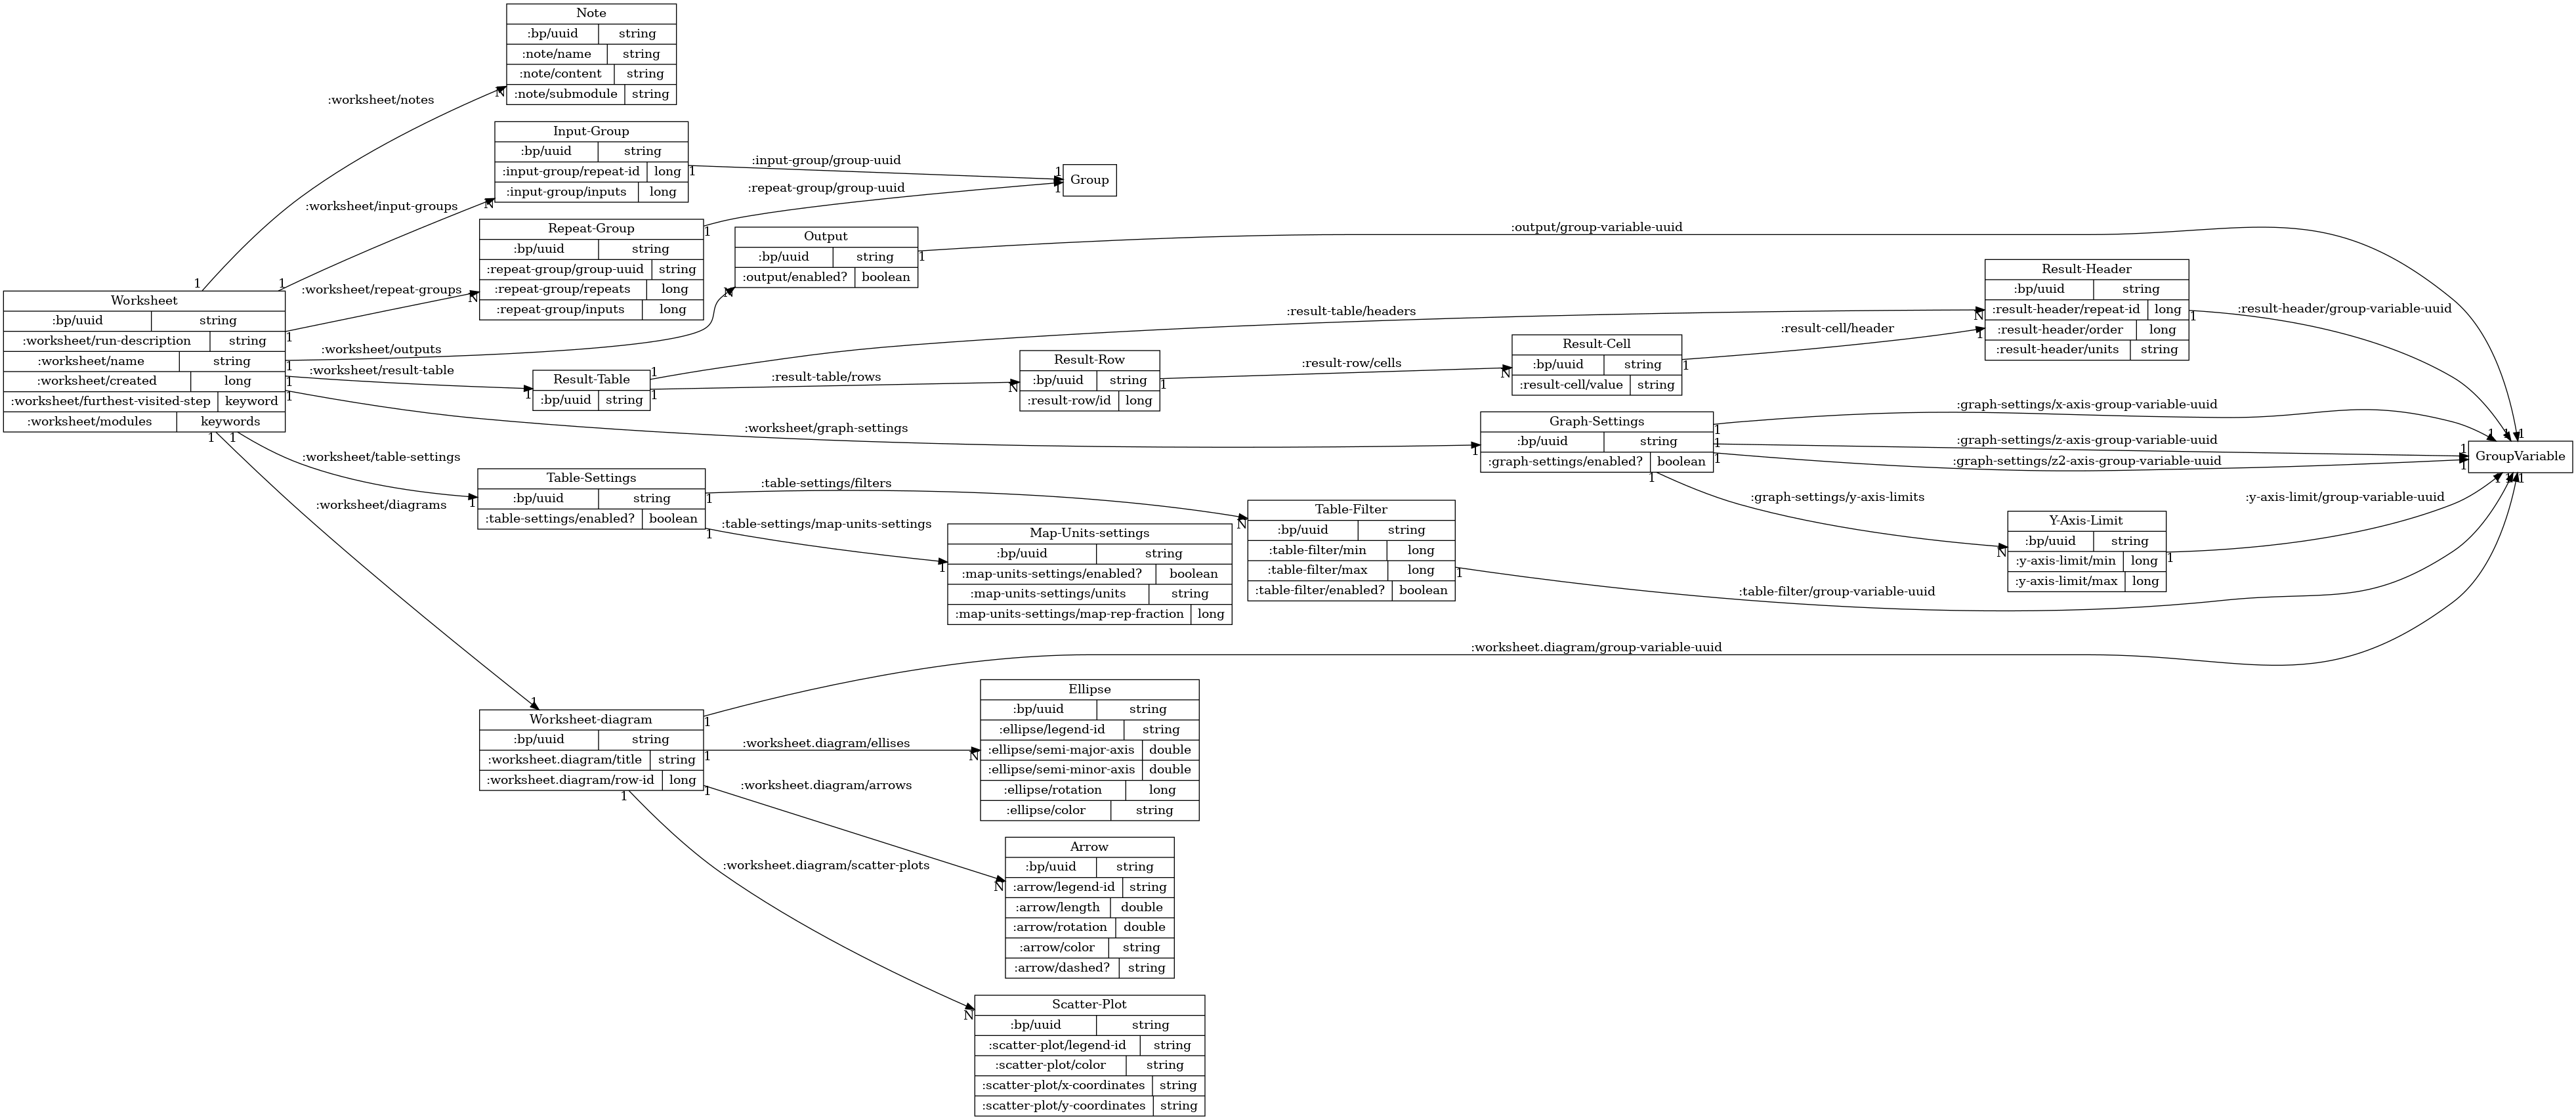 Note
:bp/uuid string
:note/name string
:note/content string
:note/submodule string
:worksheet/notes
N
Input-Group
:bp/uuid string
:input-group/repeat-id long
:input-group/inputs long
:worksheet/input-groups
N
1
:input-group/group-uuid
1
Group
:repeat-group/group-uuid
1
Repeat-Group
:bp/uuid string
:repeat-group/group-uuid string
:repeat-group/repeats long
:repeat-group/inputs long
1
:worksheet/repeat-groups
N
Output
:bp/uuid string
:output/enabled? boolean
:worksheet/outputs
N
1
:output/group-variable-uuid
1 1
Worksheet
:bp/uuid string
:worksheet/run-description string
:worksheet/name string
:worksheet/created long
:worksheet/furthest-visited-step keyword
:worksheet/modules keywords
1
1
1
1
1 1
:worksheet/result-table
1
Result-Table
:bp/uuid string
1
1
:result-table/headers
N
:result-table/rows
N
Result-Row
:bp/uuid string
:result-row/id long
1
:result-row/cells
N
Result-Cell
:bp/uuid string
:result-cell/value string
1
:result-cell/header
1
Result-Header
:bp/uuid string
:result-header/repeat-id long
:result-header/order long
:result-header/units string
1
:result-header/group-variable-uuid
:worksheet/graph-settings
1
Graph-Settings
:bp/uuid string
:graph-settings/enabled? boolean
1
1
1
1
:graph-settings/x-axis-group-variable-uuid
:graph-settings/z-axis-group-variable-uuid
:graph-settings/z2-axis-group-variable-uuid
1 1 1
1
1
GroupVariable
1 1 1
:graph-settings/y-axis-limits
N
Y-Axis-Limit
:bp/uuid string
:y-axis-limit/min long
:y-axis-limit/max long
1
:y-axis-limit/group-variable-uuid
:worksheet/table-settings
1
Table-Settings
:bp/uuid string
:table-settings/enabled? boolean
1
1
:table-settings/filters
N
:table-settings/map-units-settings
1
Map-Units-settings
:bp/uuid string
:map-units-settings/enabled? boolean
:map-units-settings/units string
:map-units-settings/map-rep-fraction long
Table-Filter
:bp/uuid string
:table-filter/min long
:table-filter/max long
:table-filter/enabled? boolean
1
:table-filter/group-variable-uuid
:worksheet/diagrams
1
Worksheet-diagram
:bp/uuid string
:worksheet.diagram/title string
:worksheet.diagram/row-id long
1
1
1
1
:worksheet.diagram/group-variable-uuid
:worksheet.diagram/ellises
N
Ellipse
:bp/uuid string
:ellipse/legend-id string
:ellipse/semi-major-axis double
:ellipse/semi-minor-axis double
:ellipse/rotation long
:ellipse/color string
:worksheet.diagram/arrows
N
Arrow
:bp/uuid string
:arrow/legend-id string
:arrow/length double
:arrow/rotation double
:arrow/color string
:arrow/dashed? string
:worksheet.diagram/scatter-plots
N
Scatter-Plot
:bp/uuid string
:scatter-plot/legend-id string
:scatter-plot/color string
:scatter-plot/x-coordinates string
:scatter-plot/y-coordinates string